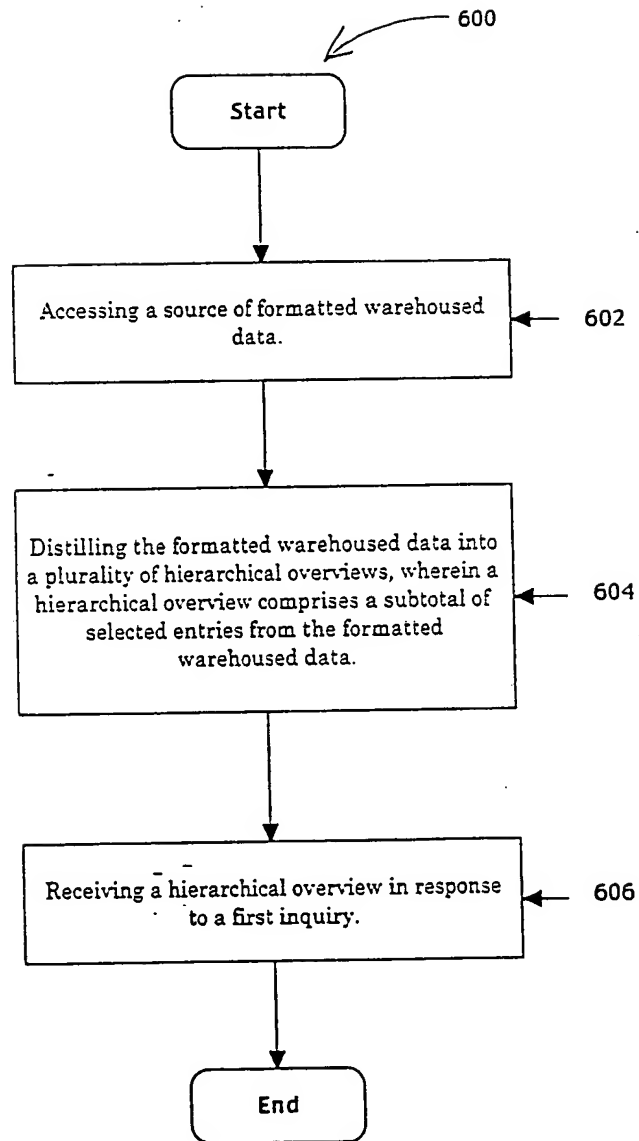 600
Start
Accessing a source of formatted warehoused
data.
602
Distilling the formatted warehoused data into
a plurality of hierarchical overviews, wherein a
hierarchical overview comprises a subtotal of
selected entries from the formatted
warehoused data.
604
Receiving a hierarchical overview in response
to a first inquiry.
606
End